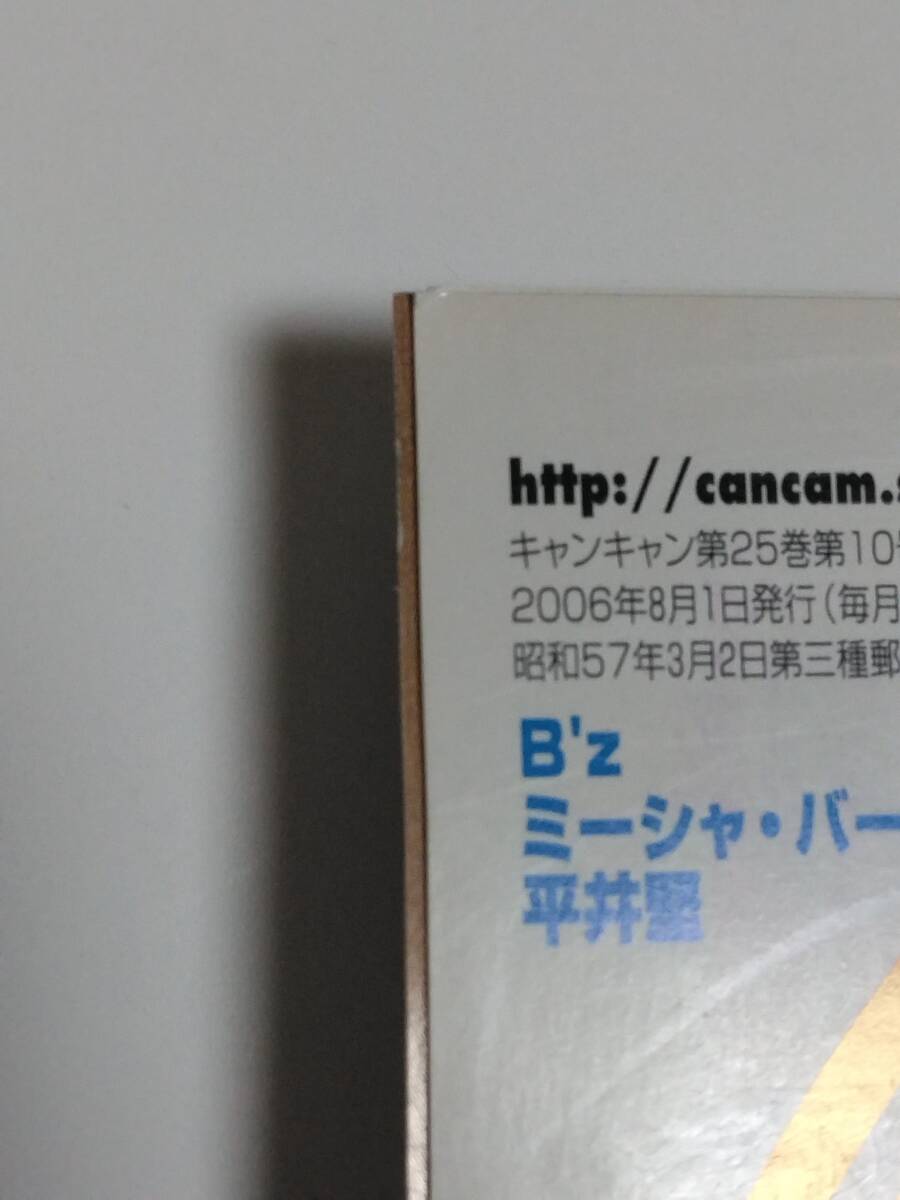 http://cancam.s
キャンキャン第25巻第10号
2006年8月1日発行(毎月
昭和57年3月2日第三種郵
B'z
ミーシャ・バー
平井堅